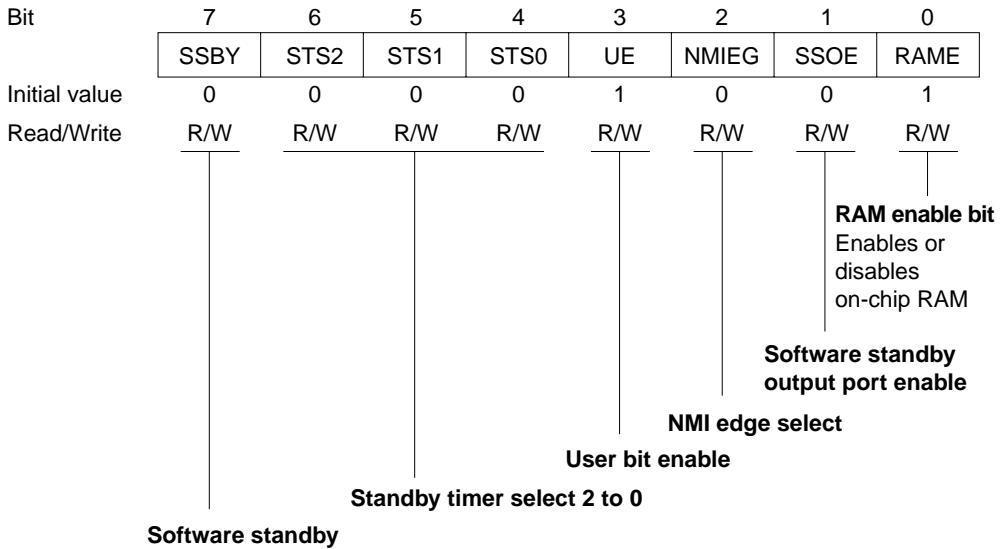 Bit 7 6 5 4 3 2 1 0
SSBY STS2 STS1 STS0 UE NMIEG SSOE RAME
Initial value 0 0 0 0 1 0 0 1
Read/Write R/W R/W R/W R/W R/W R/W R/W R/W
RAM enable bit
Enables or
disables
on-chip RAM
Software standby
output port enable
NMI edge select
User bit enable
Standby timer select 2 to 0
Software standby